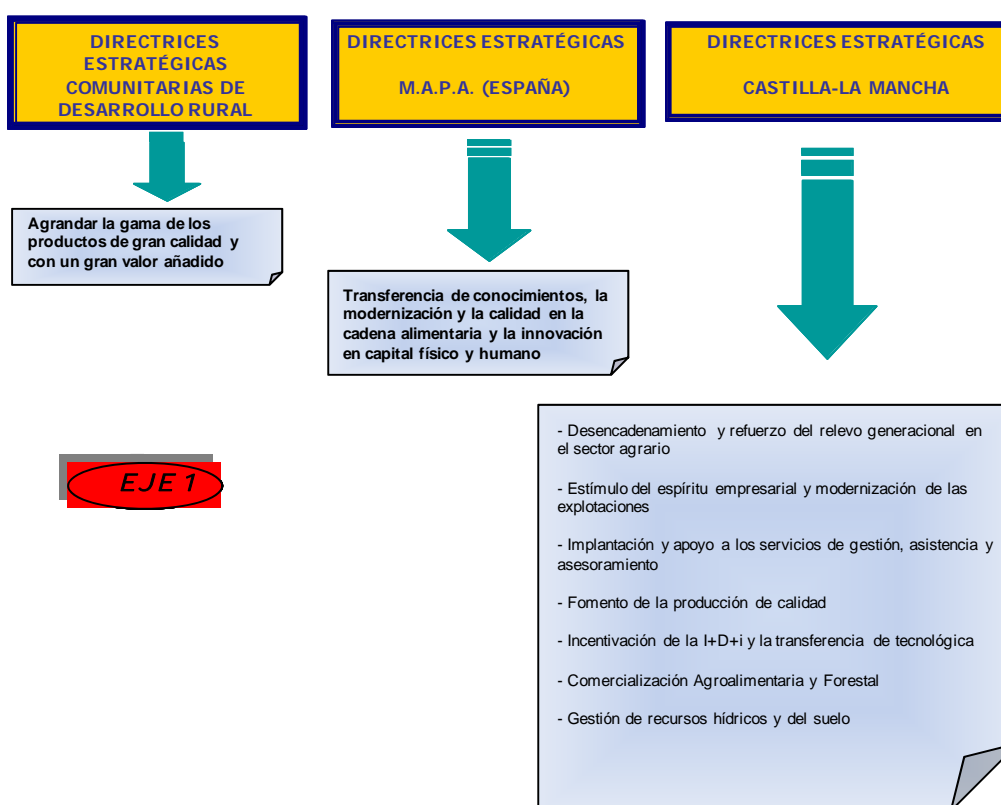 DIRECTRICES
ESTRATÉGICAS
COMUNITARIAS DE
DESARROLLO RURAL
DIRECTRICES ESTRATÉGICAS
M.A.P.A. (ESPAÑA)
DIRECTRICES ESTRATÉGICAS
CASTILLA-LA MANCHA
Agrandar la gama de los
productos de gran calidad y
con un gran valor añadido
Transferencia de conocimientos, la
modernización y la calidad en la
cadena alimentaria y la innovación
en capital físico y humano
EJE 1
- Desencadenamiento y refuerzo del relevo generacional en
el sector agrario
- Estímulo del espíritu empresarial y modernización de las
explotaciones
- Implantación y apoyo a los servicios de gestión, asistencia y
asesoramiento
- Fomento de la producción de calidad
- Incentivación de la I+D+i y la transferencia de tecnológica
- Comercialización Agroalimentaria y Forestal
- Gestión de recursos hídricos y del suelo